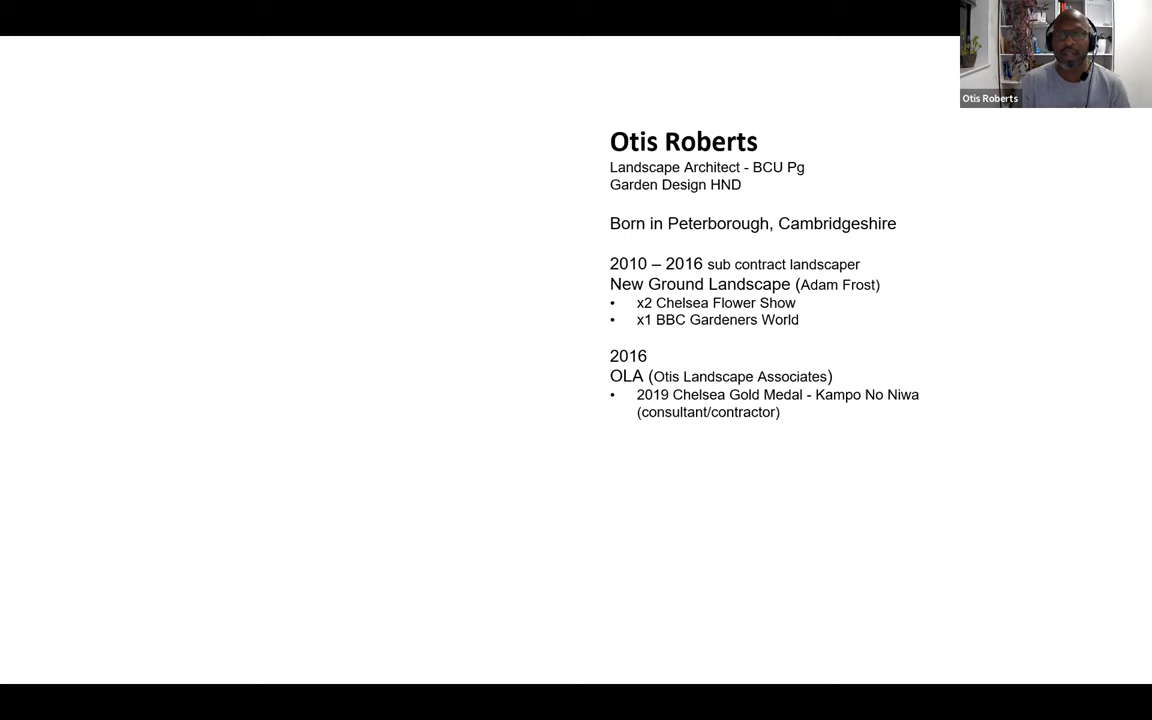 Otis Roberts
Otis Roberts
Landscape Architect - BCU Pg
Garden Design HND
Born in Peterborough, Cambridgeshire
2010 – 2016 sub contract landscaper
New Ground Landscape (Adam Frost)
• x2 Chelsea Flower Show
• x1 BBC Gardeners World
2016
OLA (Otis Landscape Associates)
• 2019 Chelsea Gold Medal - Kampo No Niwa
(consultant/contractor)